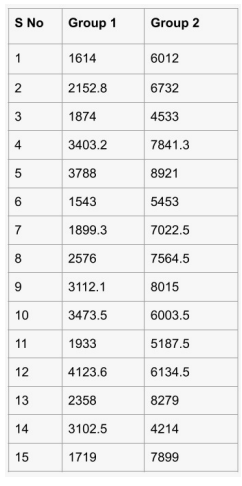 S No Group 1 Group 2
1 1614 6012
2 2152.8 6732
3 1874 4533
4 3403.2 7841.3
5 3788 8921
6 1543 5453
7 1899.3 7022.5
8 2576 7564.5
9 3112.1 8015
10 3473.5 6003.5
11 1933 5187.5
12 4123.6 6134.5
13 2358 8279
14 3102.5 4214
15 1719 7899